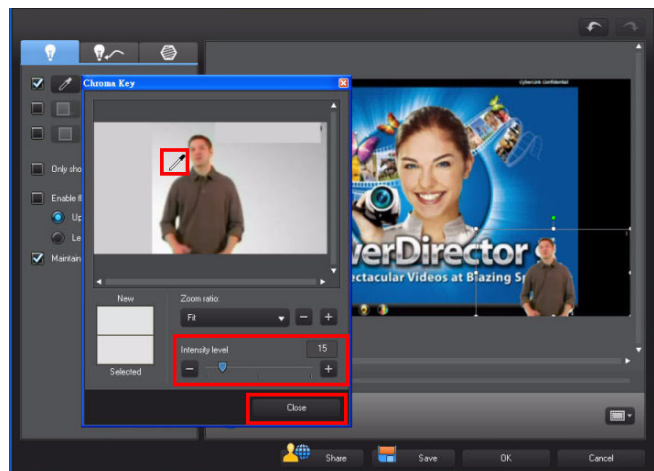 Chroma Key
CyberLink Confidential
Only sho
Enable fl
Up
Le
Maintain
verDirector
ectacular Videos at Blazing Sp
New
Selected
Zoom ratio:
Fit
Intensity level
15
Close
Share
Save
OK
Cancel